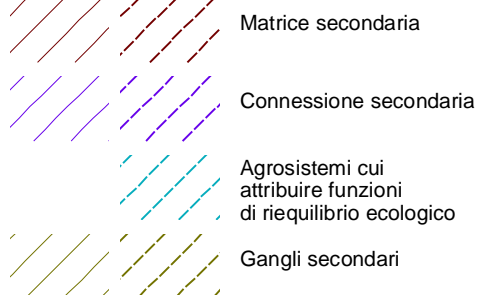 Matrice secondaria
Connessione secondaria
Agrosistemi cui
attribuire funzioni
di riequilibrio ecologico
Gangli secondari